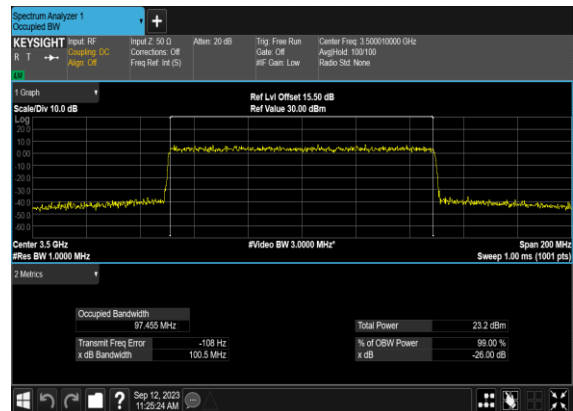 Spectrum Analyzer 1
Occupied BW
KEYSIGHT
R T
LV
Input: RF
Coupling: DC
Align: Off
Input Z: 50 Ω
Corrections: Off
Freq Ref: Int (S)
Atten: 20 dB
Trig: Free Run
Gate: Off
#IF Gain: Low
Center Freq: 3.500010000 GHz
Avg|Hold: 100/100
Radio Std: None
1 Graph
Scale/Div 10.0 dB
Ref Lvl Offset 15.50 dB
Ref Value 30.00 dBm
Log
20.0
10.0
0.00
-10.0
-20.0
-30.0
-40.0
-50.0
-60.0
Center 3.5 GHz
#Video BW 3.0000 MHz*
Span 200 MHz
#Res BW 1.0000 MHz
Sweep 1.00 ms (1001 pts)
2 Metrics
Occupied Bandwidth
97.455 MHz
Total Power 23.2 dBm
Transmit Freq Error -108 Hz
% of OBW Power 99.00 %
x dB Bandwidth 100.5 MHz
x dB -26.00 dB
?
Sep 12, 2023
11:25:24 AM